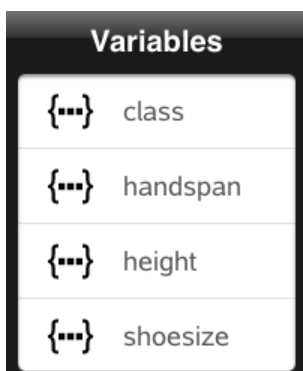 Variables
{...} class
{...} handspan
{...} height
{...} shoesize